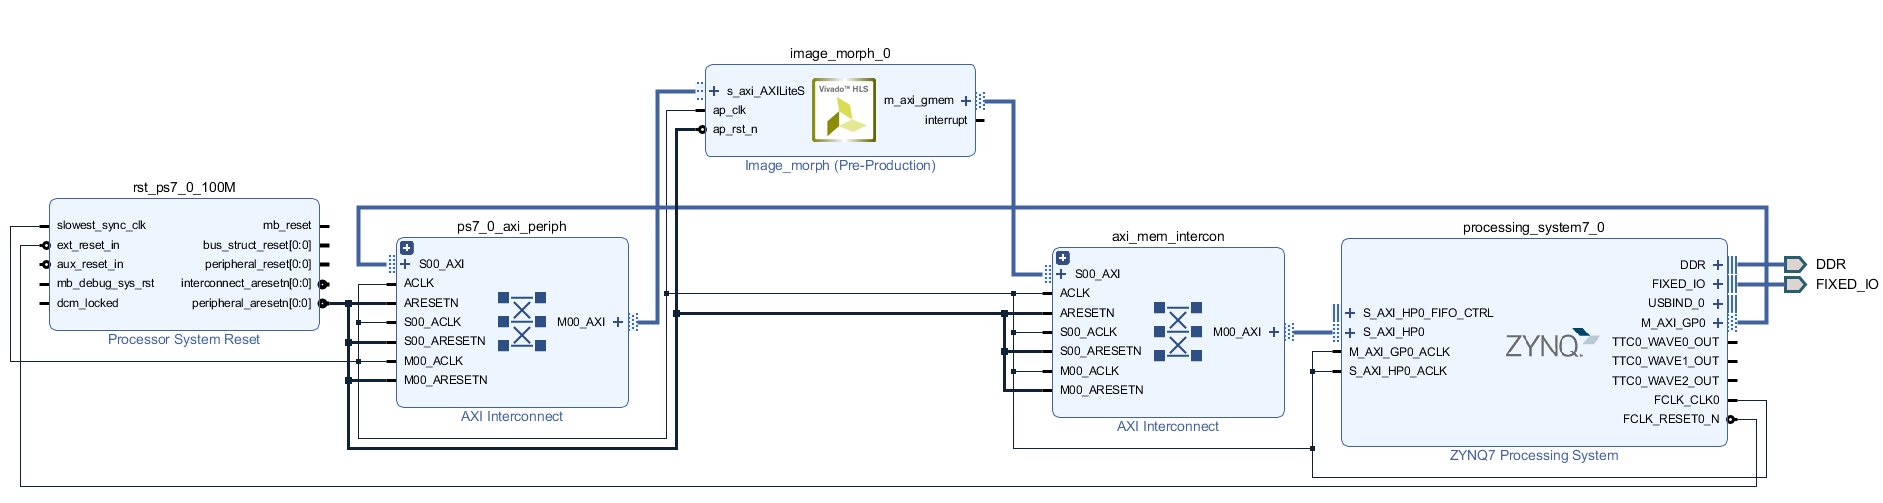 image_morph_0
s_axi_AXILiteS
ap_clk
ap_rst_n
Vivado™ HLS
m_axi_gmem
interrupt
Image_morph (Pre-Production)
rst_ps7_0_100M
slowest_sync_clk
ext_reset_in
aux_reset_in
mb_debug_sys_rst
dcm_locked
mb_reset
bus_struct_reset[0:0]
peripheral_reset[0:0]
interconnect_aresetn[0:0]
peripheral_aresetn[0:0]
Processor System Reset
ps7_0_axi_periph
S00_AXI
ACLK
ARESETN
S00_ACLK
S00_ARESETN
M00_ACLK
M00_ARESETN
M00_AXI
AXI Interconnect
axi_mem_intercon
S00_AXI
ACLK
ARESETN
S00_ACLK
S00_ARESETN
M00_ACLK
M00_ARESETN
M00_AXI
AXI Interconnect
processing_system7_0
S_AXI_HP0_FIFO_CTRL
S_AXI_HP0
M_AXI_GP0_ACLK
S_AXI_HP0_ACLK
ZYNQ
DDR
FIXED_IO
USBIND_0
M_AXI_GP0
TTC0_WAVE0_OUT
TTC0_WAVE1_OUT
TTC0_WAVE2_OUT
FCLK_CLK0
FCLK_RESET0_N
ZYNQ7 Processing System
DDR
FIXED_IO